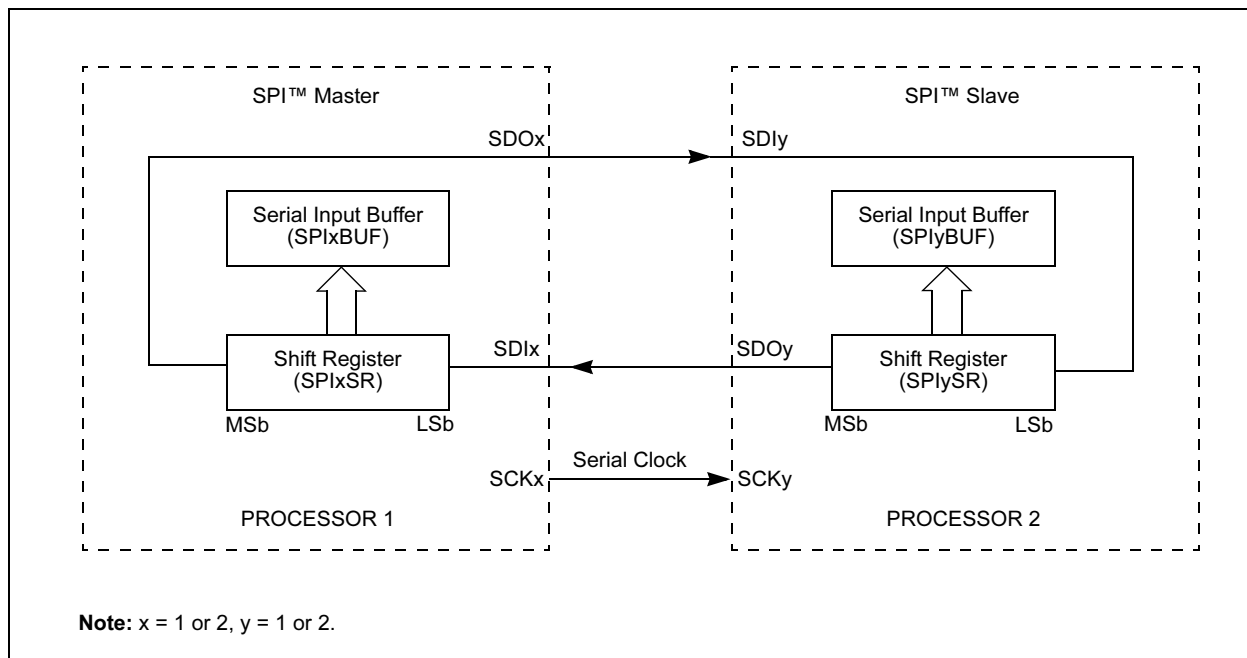 SPI™ Master
SPI™ Slave
SDOx
SDIy
Serial Input Buffer
(SPIxBUF)
Serial Input Buffer
(SPIyBUF)
SDIx
SDOy
Shift Register
(SPIxSR)
Shift Register
(SPIySR)
MSb
LSb
MSb
LSb
Serial Clock
SCKx
SCKy
PROCESSOR 1
PROCESSOR 2
Note: x = 1 or 2, y = 1 or 2.